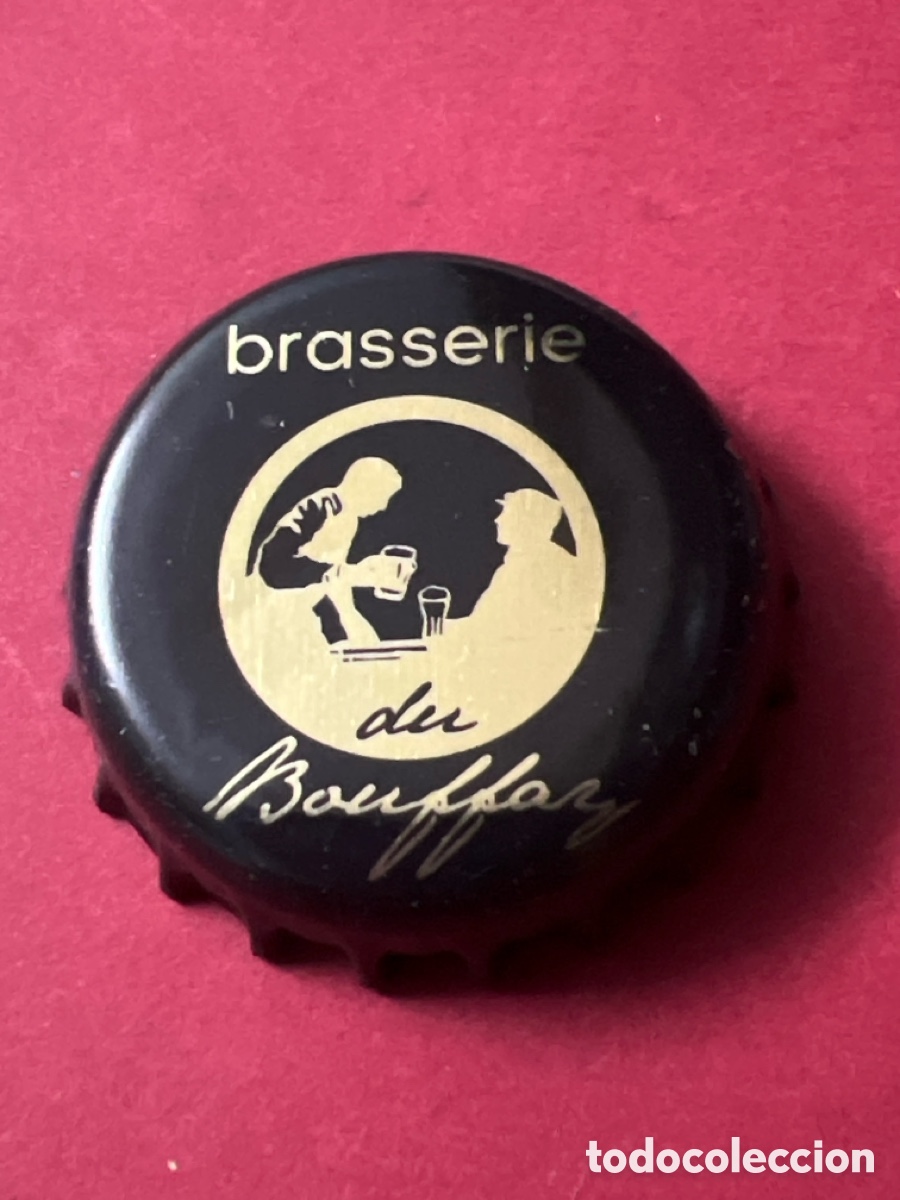 brasserie
du
Bouffay
todocoleccion